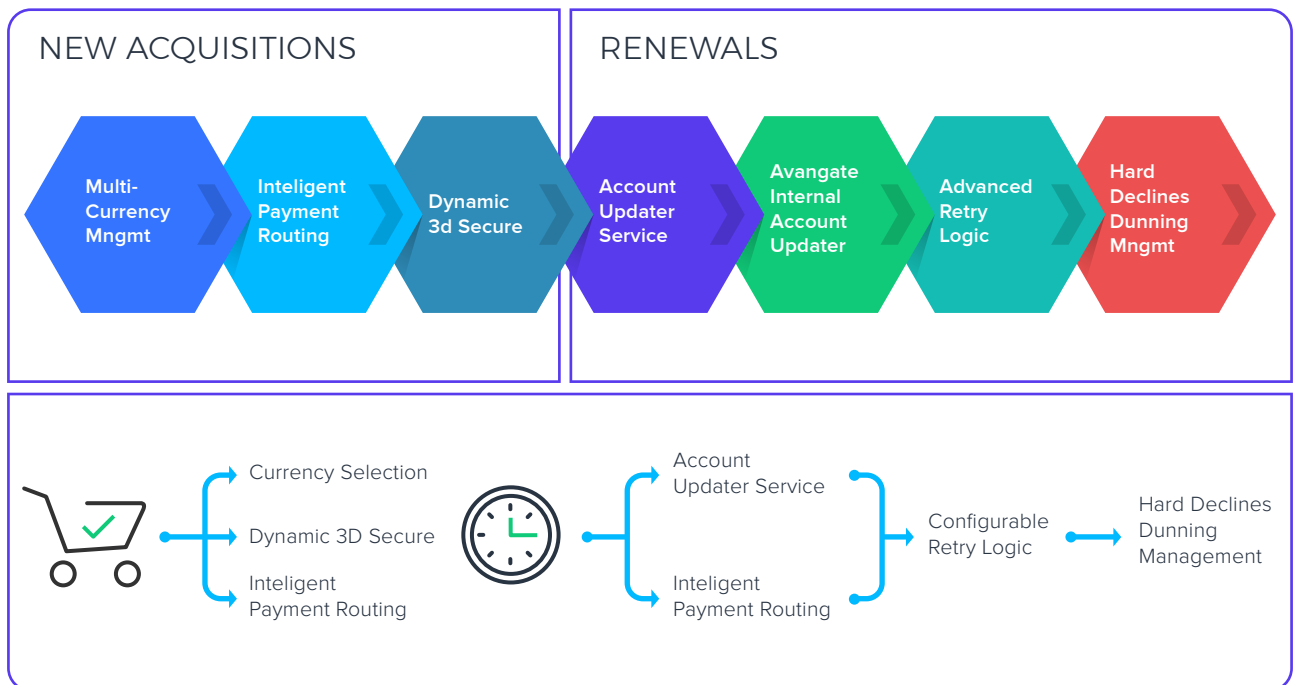 NEW ACQUISITIONS
RENEWALS
Multi-
Currency
Mngmt
Inteligent
Payment
Routing
Dynamic
3d Secure
Account
Updater
Service
Avangate
Internal
Account
Updater
Advanced
Retry
Logic
Hard
Declines
Dunning
Mngmt
Currency Selection
Dynamic 3D Secure
Inteligent
Payment Routing
Account
Updater Service
Inteligent
Payment Routing
Configurable
Retry Logic
Hard Declines
Dunning
Management